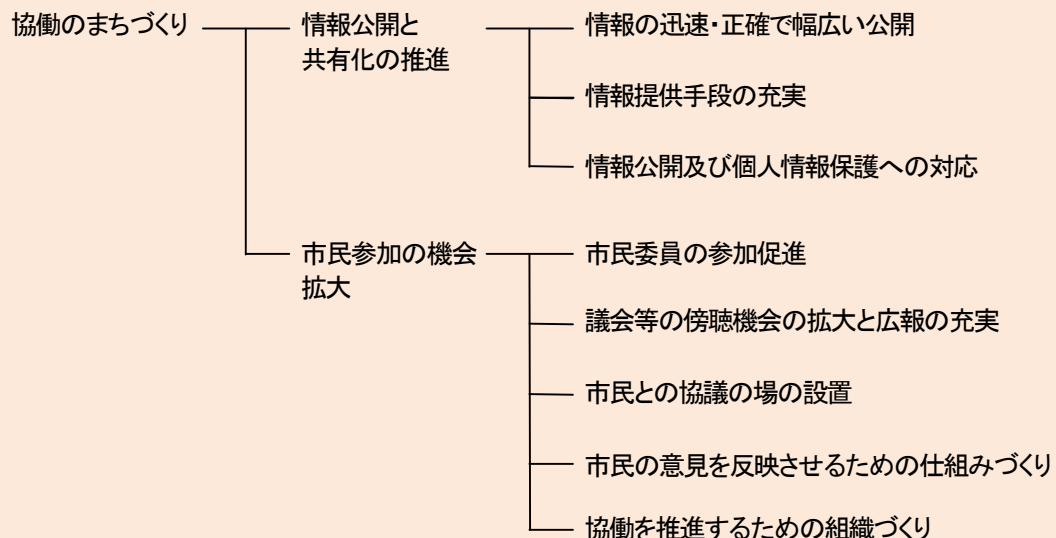 協働のまちづくり
情報公開と
共有化の推進
情報の迅速・正確で幅広い公開
情報提供手段の充実
情報公開及び個人情報保護への対応
市民参加の機会
拡大
市民委員の参加促進
議会等の傍聴機会の拡大と広報の充実
市民との協議の場の設置
市民の意見を反映させるための仕組みづくり
協働を推進するための組織づくり